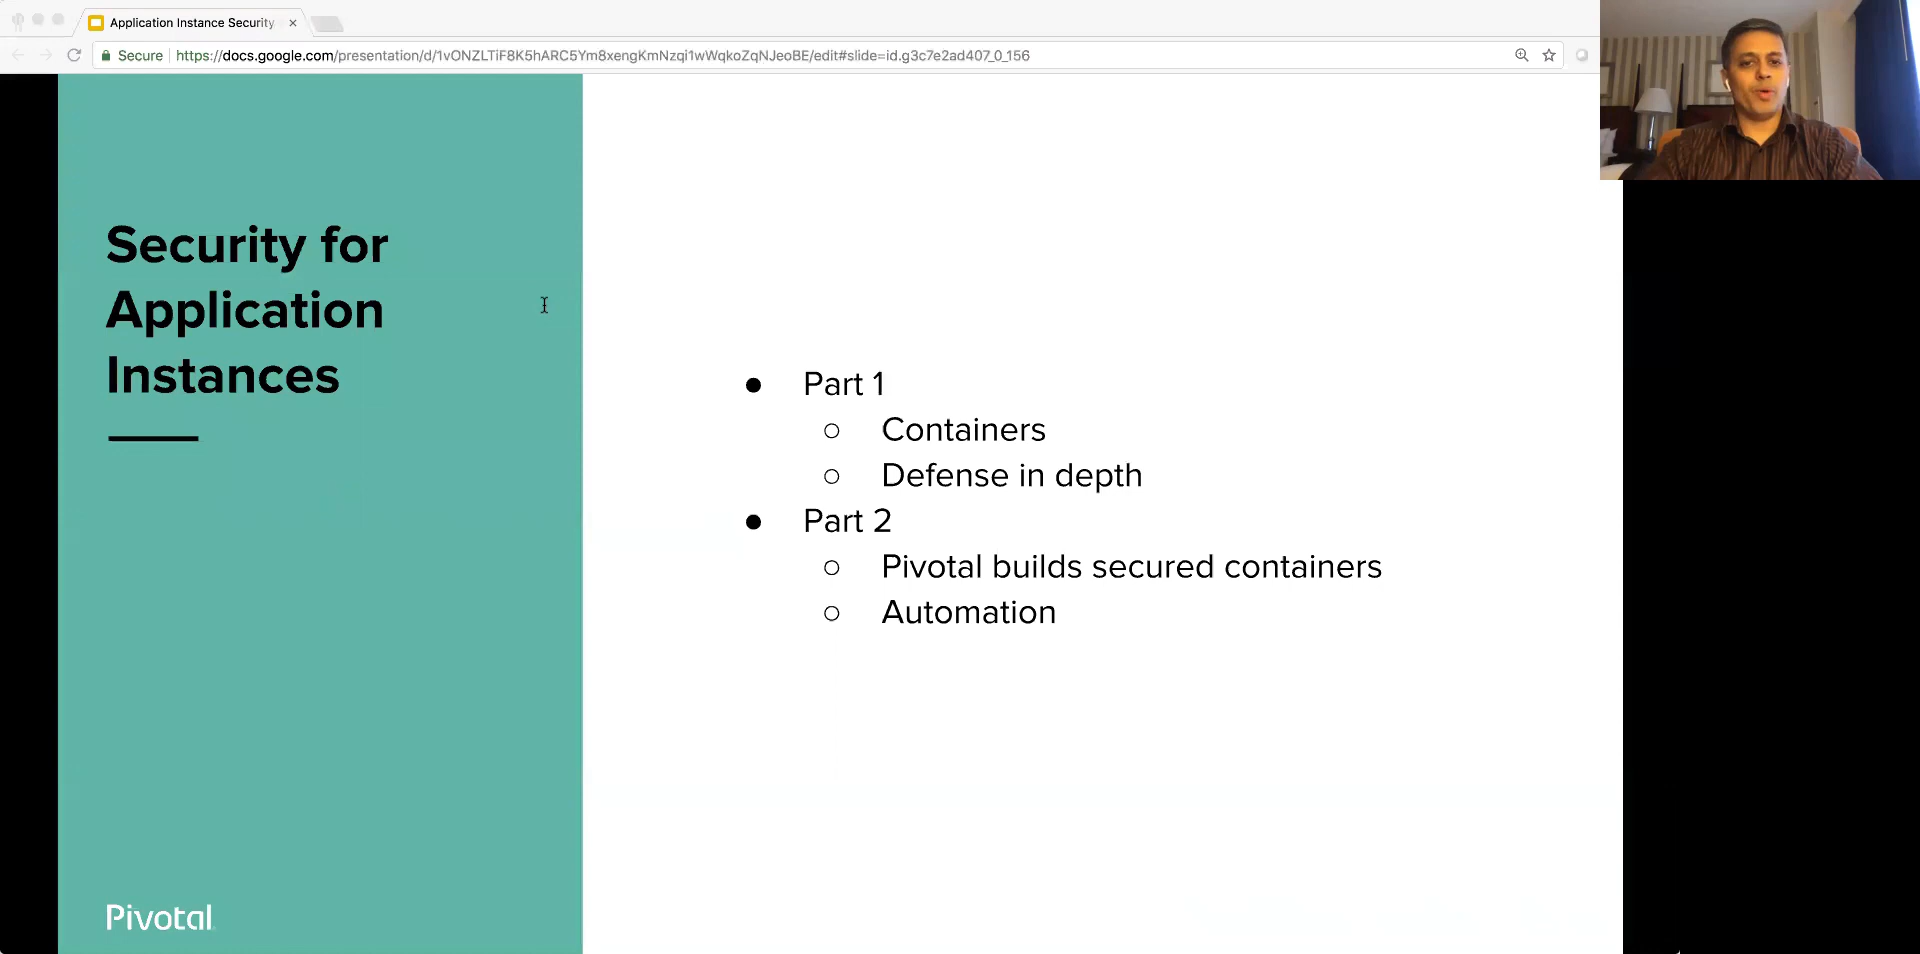 Application Instance Security
Secure
https://docs.google.com/presentation/d/1vONZLTiF8K5hARC5Ym8xengKmNzqi1wWqkoZqNJeoBE/edit#slide=id.g3c7e2ad407_0_156
Security for
Application
Instances
● Part 1
○ Containers
○ Defense in depth
● Part 2
○ Pivotal builds secured containers
○ Automation
Pivotal